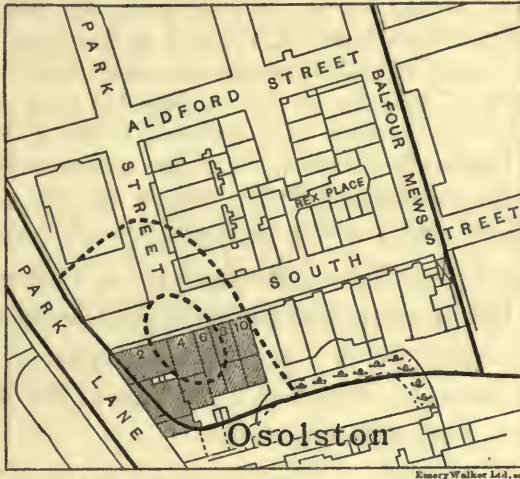 PARK
STREET
ALDFORD STREET
BALFOUR MEWS
REX PLACE
SOUTH STREET
PARK LANE
2 4 6 8 10
Osolston
Emery Walker Ltd.